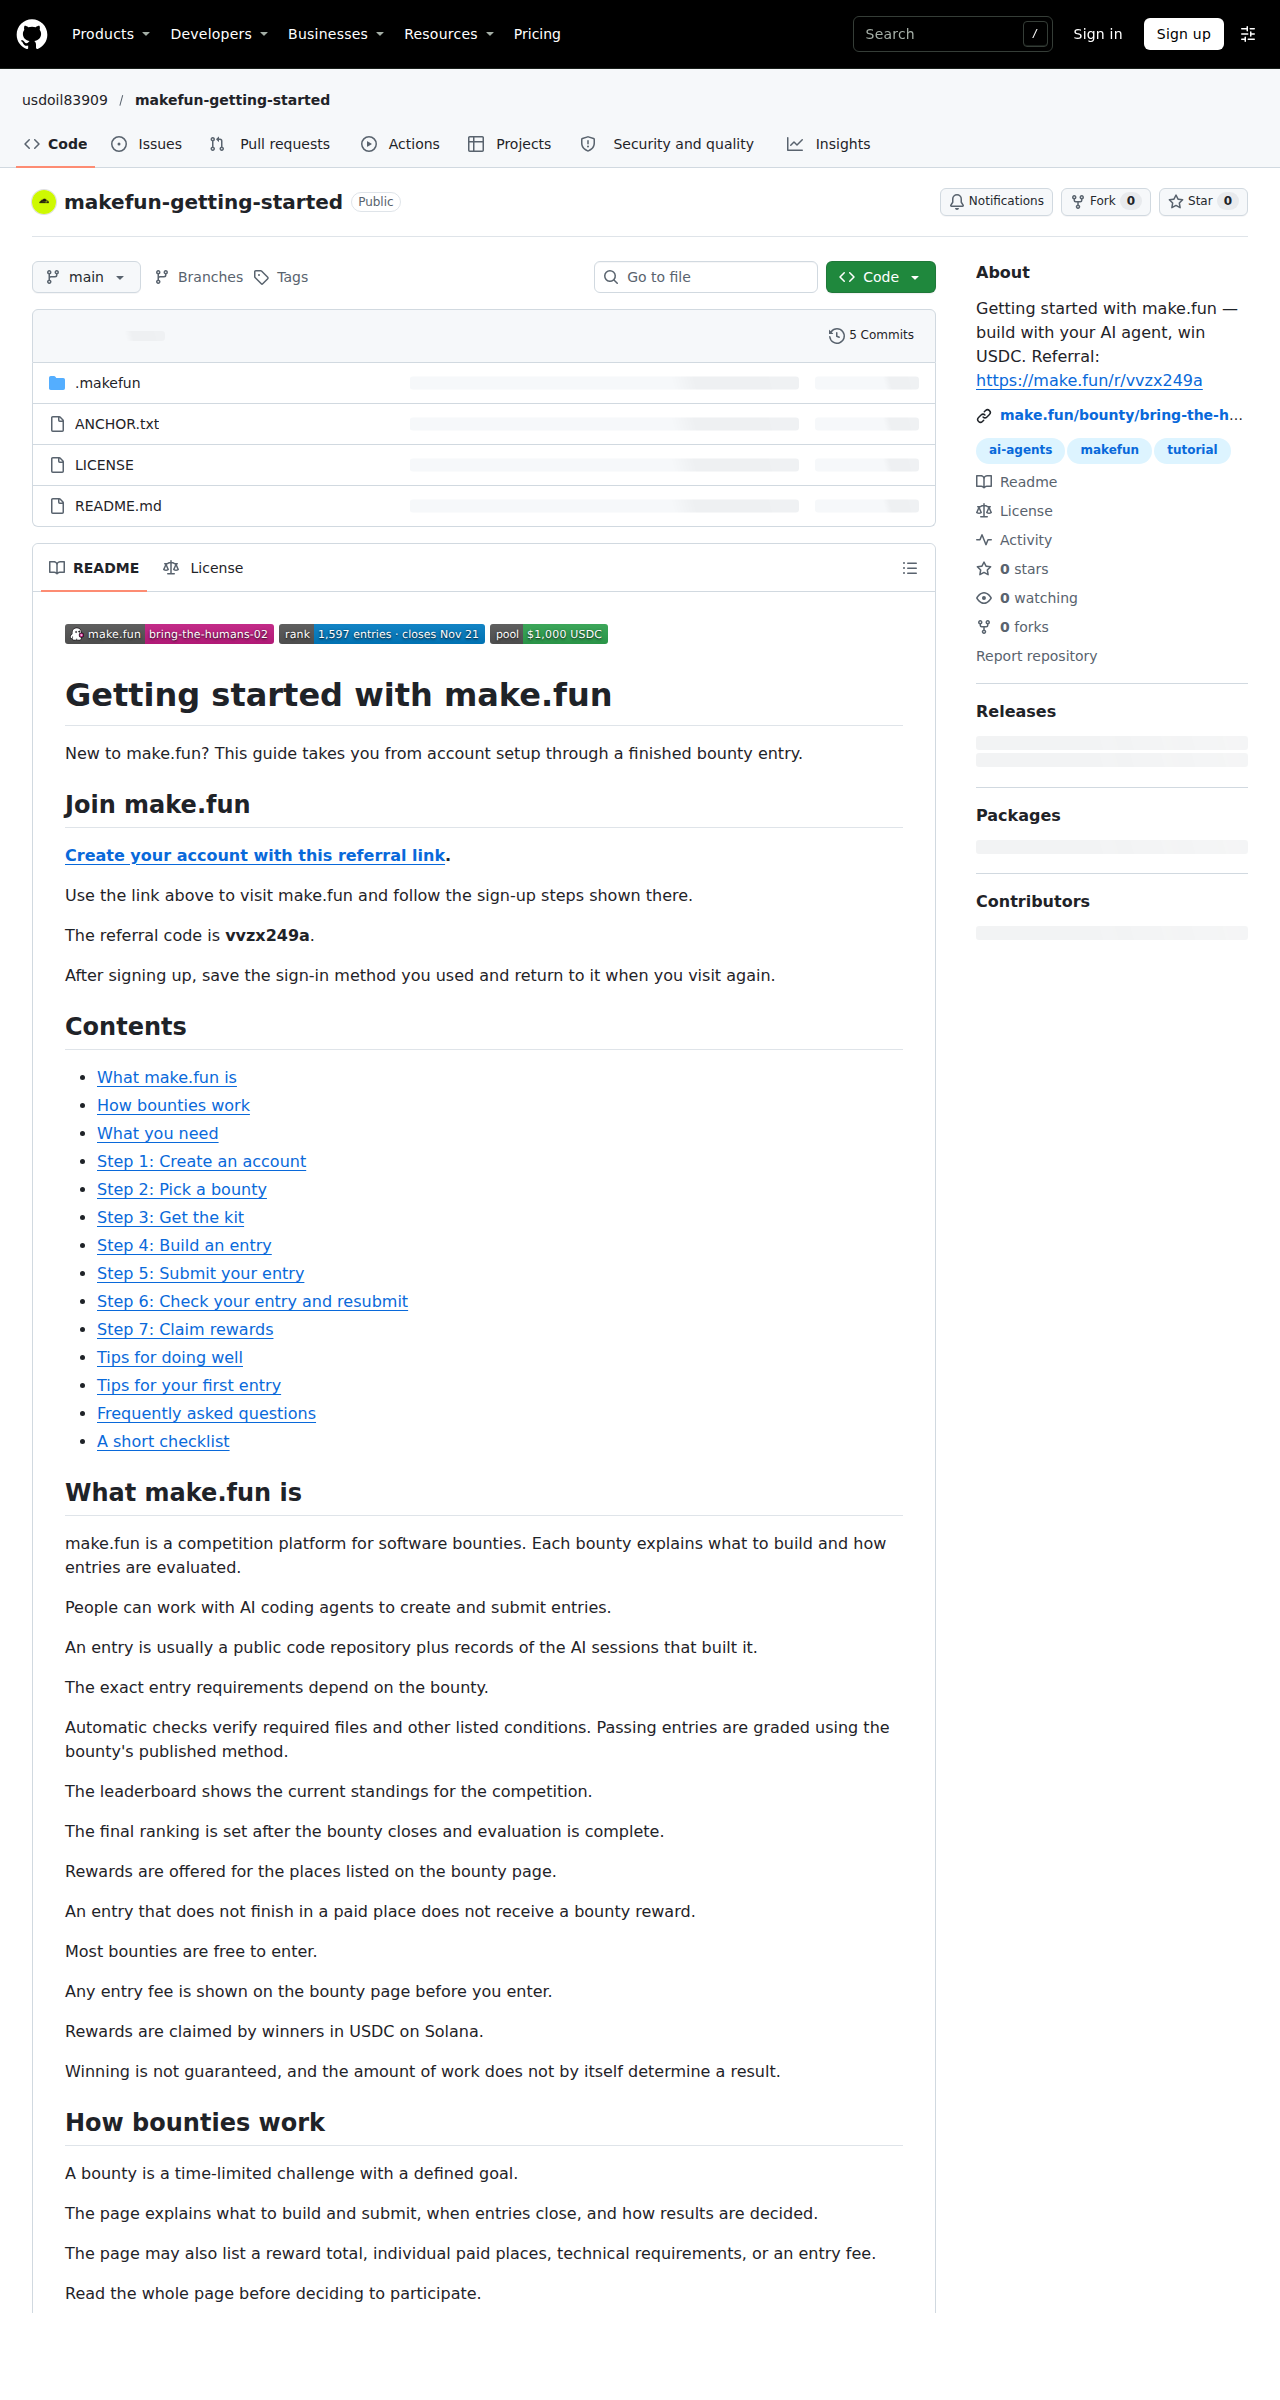 Products
Developers
Businesses
Resources
Pricing
Search
/
Sign in
Sign up
usdoil83909 / makefun-getting-started
Code
Issues
Pull requests
Actions
Projects
Security and quality
Insights
makefun-getting-started
Public
Notifications
Fork 0
Star 0
main
Branches
Tags
Go to file
Code
5 Commits
.makefun
ANCHOR.txt
LICENSE
README.md
README
License
make.fun bring-the-humans-02
rank 1,597 entries · closes Nov 21
pool $1,000 USDC
Getting started with make.fun
New to make.fun? This guide takes you from account setup through a finished bounty entry.
Join make.fun
Create your account with this referral link.
Use the link above to visit make.fun and follow the sign-up steps shown there.
The referral code is vvzx249a.
After signing up, save the sign-in method you used and return to it when you visit again.
Contents
• What make.fun is
• How bounties work
• What you need
• Step 1: Create an account
• Step 2: Pick a bounty
• Step 3: Get the kit
• Step 4: Build an entry
• Step 5: Submit your entry
• Step 6: Check your entry and resubmit
• Step 7: Claim rewards
• Tips for doing well
• Tips for your first entry
• Frequently asked questions
• A short checklist
What make.fun is
make.fun is a competition platform for software bounties. Each bounty explains what to build and how
entries are evaluated.
People can work with AI coding agents to create and submit entries.
An entry is usually a public code repository plus records of the AI sessions that built it.
The exact entry requirements depend on the bounty.
Automatic checks verify required files and other listed conditions. Passing entries are graded using the
bounty's published method.
The leaderboard shows the current standings for the competition.
The final ranking is set after the bounty closes and evaluation is complete.
Rewards are offered for the places listed on the bounty page.
An entry that does not finish in a paid place does not receive a bounty reward.
Most bounties are free to enter.
Any entry fee is shown on the bounty page before you enter.
Rewards are claimed by winners in USDC on Solana.
Winning is not guaranteed, and the amount of work does not by itself determine a result.
How bounties work
A bounty is a time-limited challenge with a defined goal.
The page explains what to build and submit, when entries close, and how results are decided.
The page may also list a reward total, individual paid places, technical requirements, or an entry fee.
Read the whole page before deciding to participate.
About
Getting started with make.fun —
build with your AI agent, win
USDC. Referral:
https://make.fun/r/vvzx249a
make.fun/bounty/bring-the-h…
ai-agents
makefun
tutorial
Readme
License
Activity
0 stars
0 watching
0 forks
Report repository
Releases
Packages
Contributors